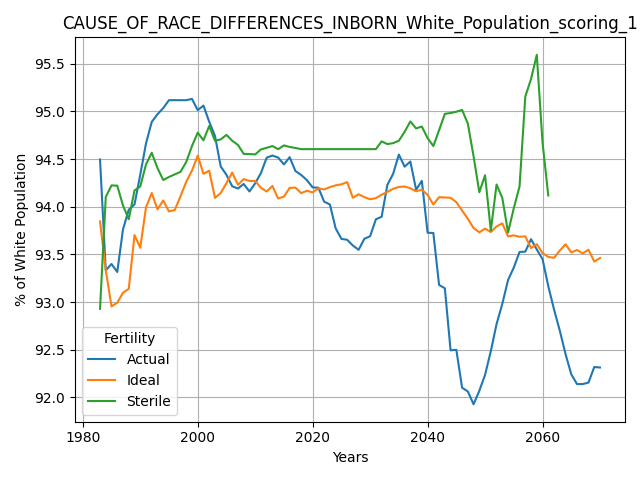 CAUSE_OF_RACE_DIFFERENCES_INBORN_White_Population_scoring_1
95.5
95.0
94.5
94.0
93.5
93.0
92.5
92.0
% of White Population
Fertility
Actual
Ideal
Sterile
1980
2000
2020
2040
2060
Years